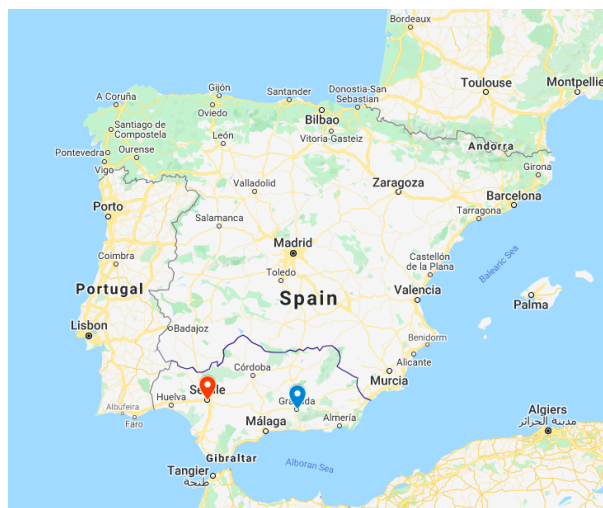 Bordeaux
Toulouse
Montpellie
Gijón
Santander
Donostia-San
Sebastian
A Coruña
Oviedo
Bilbao
Santiago de
Compostela
León
Vitoria-Gasteiz
Andorra
Pontevedra
Ourense
Vigo
Girona
Valladolid
Zaragoza
Barcelona
Porto
Salamanca
Tarragona
Madrid
Coimbra
Castellón
de la Plana
Balearic Sea
Toledo
Portugal
Spain
Valencia
Palma
Lisbon
Badajoz
Benidorm
Alicante
Córdoba
Murcia
Seville
Huelva
Granada
Albufeira
Faro
Málaga
Almería
Algiers
مدينة الجزائر
Gibraltar
Alboran Sea
Tangier
طنجة